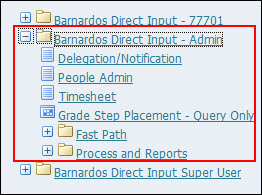 Barnardos Direct Input - 77701
Barnardos Direct Input - Admin
Delegation/Notification
People Admin
Timesheet
Grade Step Placement - Query Only
Fast Path
Process and Reports
Barnardos Direct Input Super User